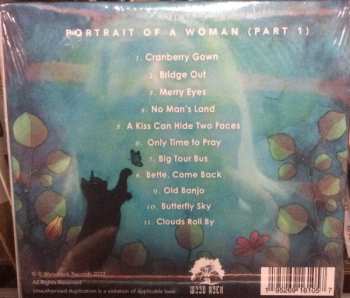 PORTRAIT OF A WOMAN (PART 1)
1. Cranberry Gown
2. Bridge Out
3. Merry Eyes
4. No Man's Land
5. A Kiss Can Hide Two Faces
6. Only Time to Pray
7. Big Tour Bus
8. Bette, Come Back
9. Old Banjo
10. Butterfly Sky
11. Clouds Roll By
All Rights Reserved.
Unauthorized duplication is a violation of applicable laws.